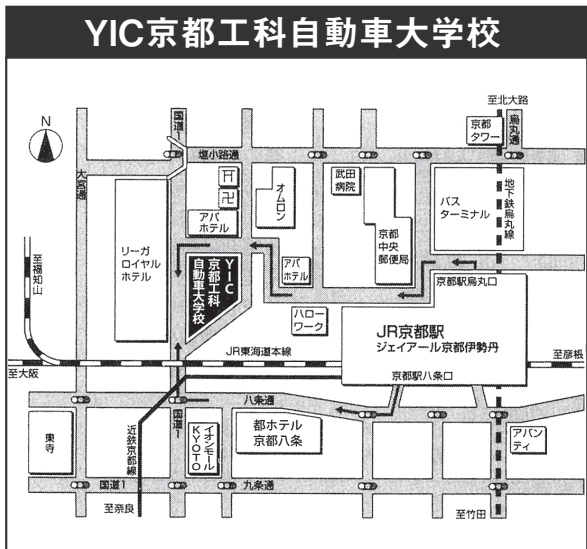 YIC京都工科自動車大学校
N
国道1
至北大路
京都
タワー
烏丸通
塩小路通
大宮通
アパ
ホテル
オムロン
武田
病院
京都
中央
郵便局
バス
ターミナル
地下鉄烏丸線
リーガ
ロイヤル
ホテル
至福知山
YIC
京都工科
自動車大学校
アパ
ホテル
京都駅烏丸口
ハロー
ワーク
JR京都駅
ジェイアール京都伊勢丹
JR東海道本線
至大阪
至彦根
京都駅八条口
八条通
国道1
東寺
近鉄京都線
イオンモール
KYOTO
都ホテル
京都八条
アバン
ティ
国道1
九条通
至奈良
至竹田